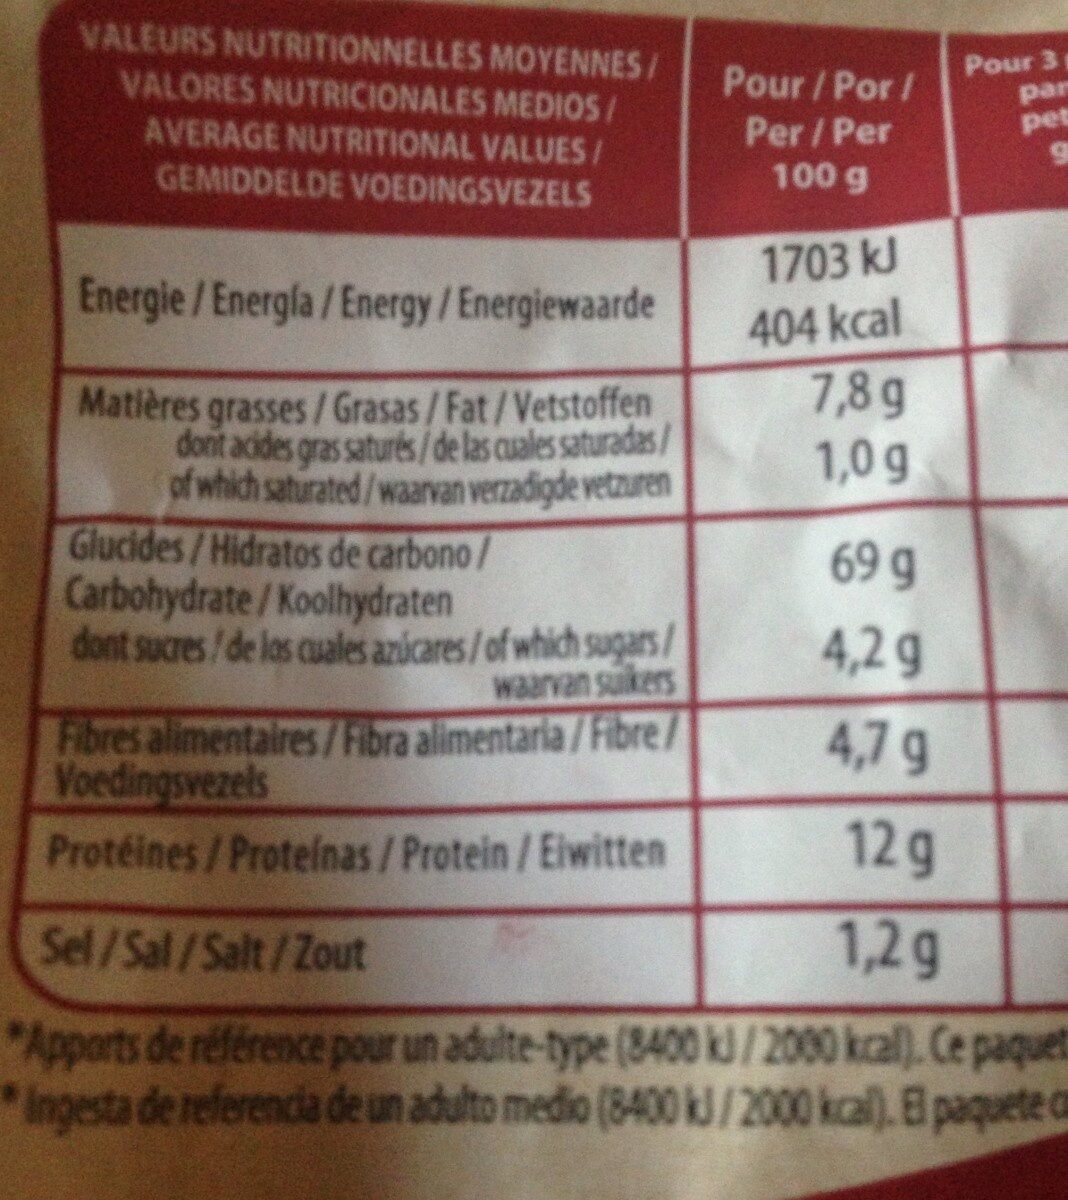 VALEURS NUTRITIONNELLES MOYENNES /
VALORES NUTRICIONALES MEDIOS /
AVERAGE NUTRITIONAL VALUES /
GEMIDDELDE VOEDINGSVEZELS
Pour / Por /
Per / Per
100 g
Pour 3
par
pet
g
Energie / Energía / Energy / Energiewaarde
1703 kJ
404 kcal
Matières grasses / Grasas / Fat / Vetstoffen
7,8 g
dont acides gras saturés / de las cuales saturadas /
of which saturated / waarvan verzadigde vetzuren
1,0 g
Glucides / Hidratos de carbono /
Carbohydrate / Koolhydraten
69 g
dont sucres / de los cuales azúcares / of which sugars /
waarvan suikers
4,2 g
Fibres alimentaires / Fibra alimentaria / Fibre /
Voedingsvezels
4,7 g
Protéines / Proteínas / Protein / Eiwitten
12 g
Sel / Sal / Salt / Zout
1,2 g
*Apports de référence pour un adulte-type (8400 kJ / 2000 kcal). Ce paquet
* Ingesta de referencia de un adulto medio (8400 kJ / 2000 kcal). El paquete